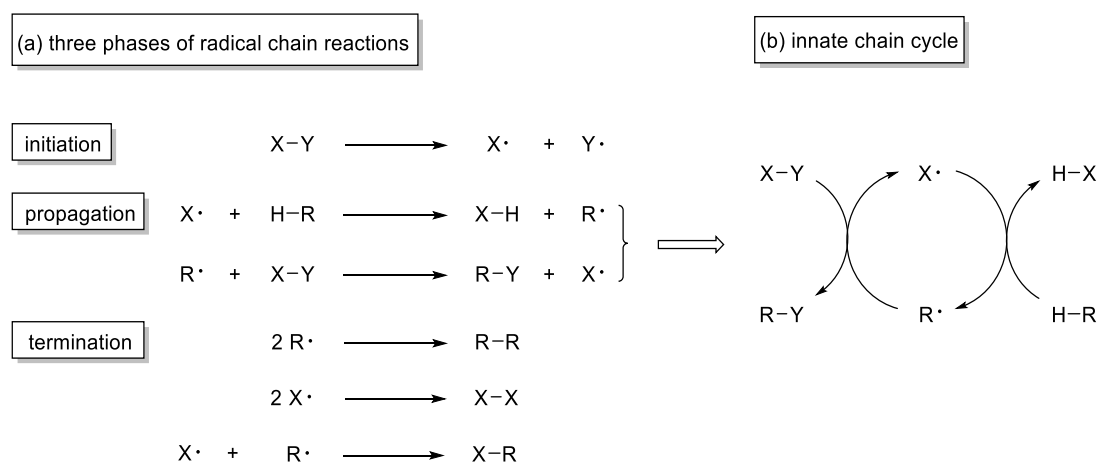 (a) three phases of radical chain reactions
(b) innate chain cycle
initiation
X–Y ⟶ X· + Y·
propagation
X· + H–R ⟶ X–H + R·
R· + X–Y ⟶ R–Y + X·
termination
2 R· ⟶ R–R
2 X· ⟶ X–X
X· + R· ⟶ X–R
X–Y X· H–X
R–Y R· H–R